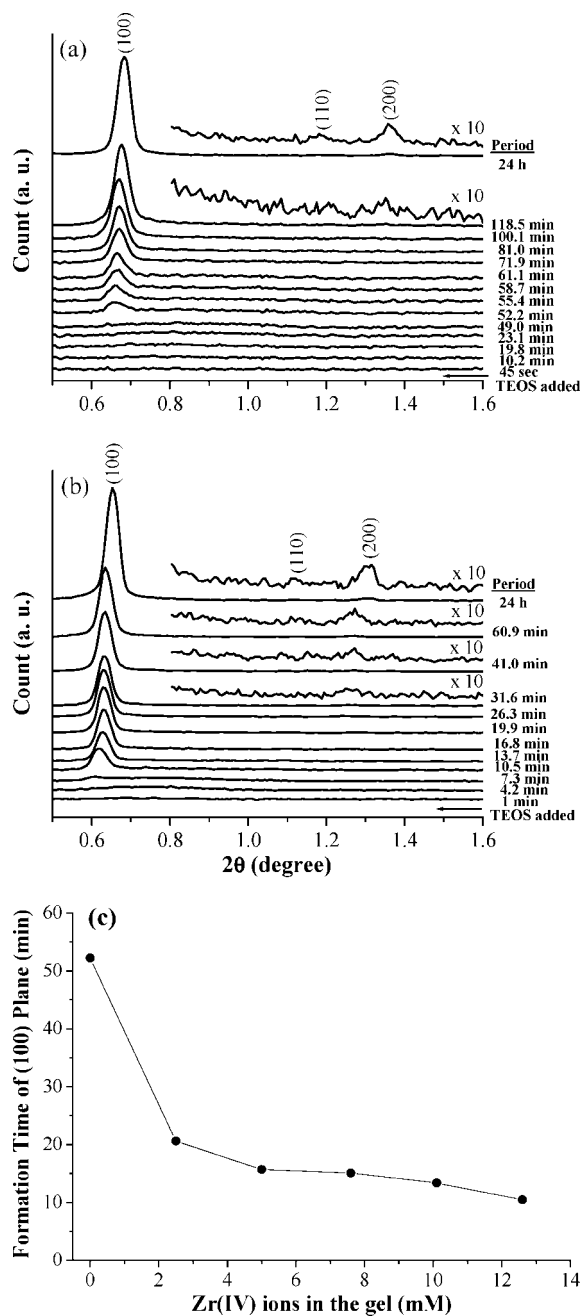 (a)
(100)
(110)
(200)
x 10
Period
24 h
x 10
118.5 min
100.1 min
81.0 min
71.9 min
61.1 min
58.7 min
55.4 min
52.2 min
49.0 min
23.1 min
19.8 min
10.2 min
45 sec
TEOS added
Count (a. u.)
0.6 0.8 1.0 1.2 1.4 1.6
(b)
(100)
(110)
(200)
x 10
Period
24 h
x 10
60.9 min
x 10
41.0 min
x 10
31.6 min
26.3 min
19.9 min
16.8 min
13.7 min
10.5 min
7.3 min
4.2 min
1 min
TEOS added
Count (a. u.)
0.6 0.8 1.0 1.2 1.4 1.6
2θ (degree)
(c)
Formation Time of (100) Plane (min)
60
50
40
30
20
10
0
0 2 4 6 8 10 12 14
Zr(IV) ions in the gel (mM)